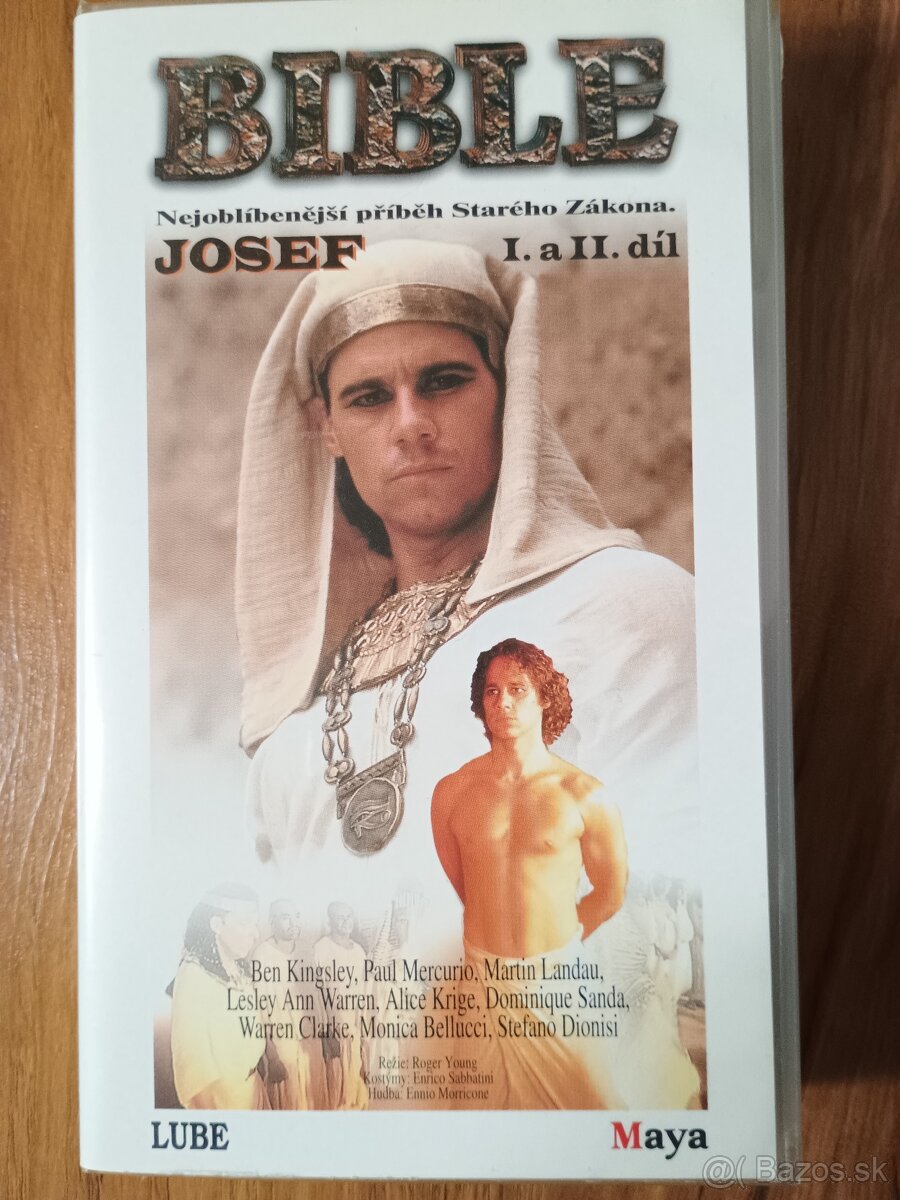 BIBLE
Nejoblíbenější příběh Starého Zákona.
JOSEF I. a II. díl
Ben Kingsley, Paul Mercurio, Martin Landau,
Lesley Ann Warren, Alice Krige, Dominique Sanda,
Warren Clarke, Monica Bellucci, Stefano Dionisi
Režie: Roger Young
Kostýmy: Enrico Sabbatini
Hudba: Ennio Morricone
LUBE Maya
@( Bazos.sk